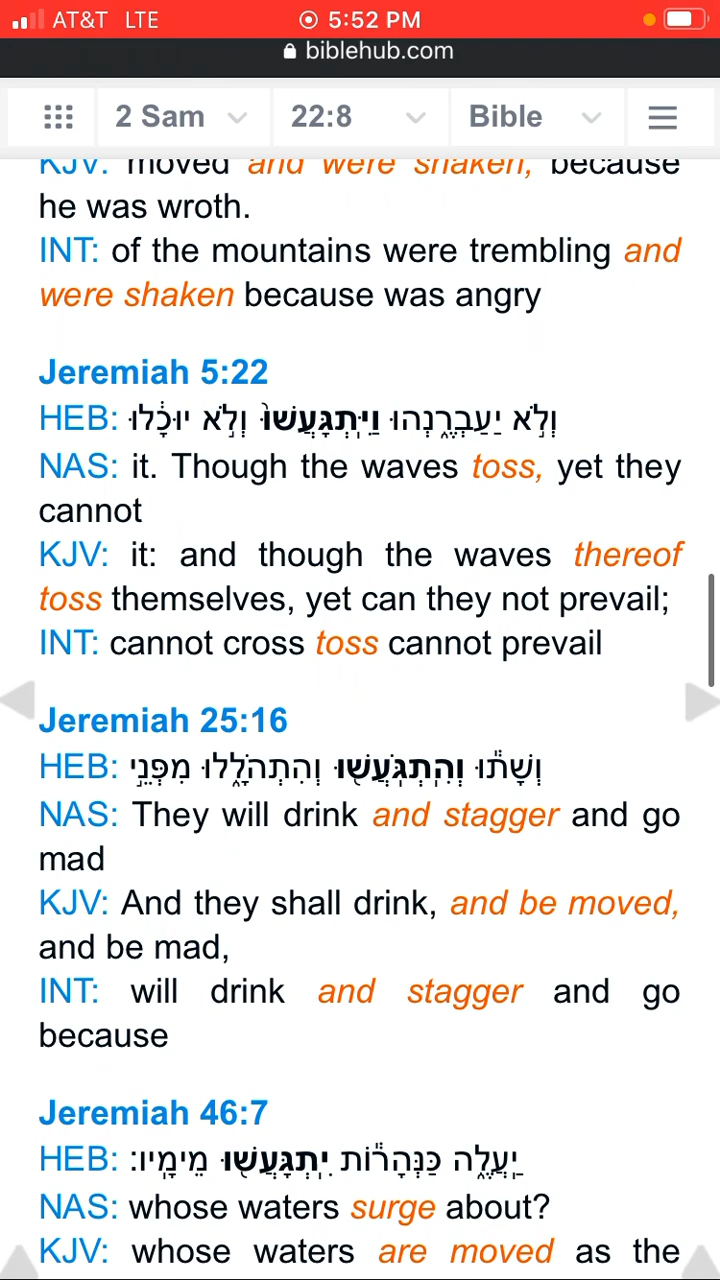 AT&T LTE 5:52 PM
biblehub.com
2 Sam 22:8 Bible
KJV: moved and were shaken, because
he was wroth.
INT: of the mountains were trembling and
were shaken because was angry
Jeremiah 5:22
HEB: וְלֹ֣א יַעַבְרֶ֑נְהוּ וַיִּֽתְגָּעֲשׁוּ֙ וְלֹ֣א יוּכָ֔לוּ
NAS: it. Though the waves toss, yet they
cannot
KJV: it: and though the waves thereof
toss themselves, yet can they not prevail;
INT: cannot cross toss cannot prevail
Jeremiah 25:16
HEB: וְשָׁת֕וּ וְהִֽתְגֹּֽעֲשׁ֖וּ וְהִתְהֹלָ֑לוּ מִפְּנֵ֣י
NAS: They will drink and stagger and go
mad
KJV: And they shall drink, and be moved,
and be mad,
INT: will drink and stagger and go
because
Jeremiah 46:7
HEB: יַֽעֲלֶ֑ה כַּנְּהָר֕וֹת יִֽתְגָּעֲשׁ֖וּ מֵימָֽיו׃
NAS: whose waters surge about?
KJV: whose waters are moved as the